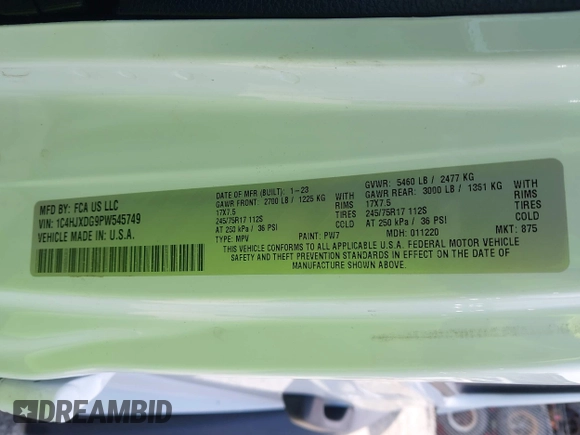 MFD BY: FCA US LLC
VIN: 1C4HJXDG9PW545749
VEHICLE MADE IN: U.S.A.
DATE OF MFR (BUILT): 1-23
GAWR FRONT: 2700 LB / 1225 KG WITH
17X7.5 RIMS
245/75R17 112S TIRES
AT 250 kPa / 36 PSI COLD
TYPE: MPV PAINT: PW7
GVWR: 5460 LB / 2477 KG
GAWR REAR: 3000 LB / 1351 KG WITH
17X7.5 RIMS
245/75R17 112S TIRES
AT 250 kPa / 36 PSI COLD
MDH: 011220 MKT: 875
THIS VEHICLE CONFORMS TO ALL APPLICABLE U.S.A. FEDERAL MOTOR VEHICLE
SAFETY AND THEFT PREVENTION STANDARDS IN EFFECT ON THE DATE OF
MANUFACTURE SHOWN ABOVE.
DREAMBID